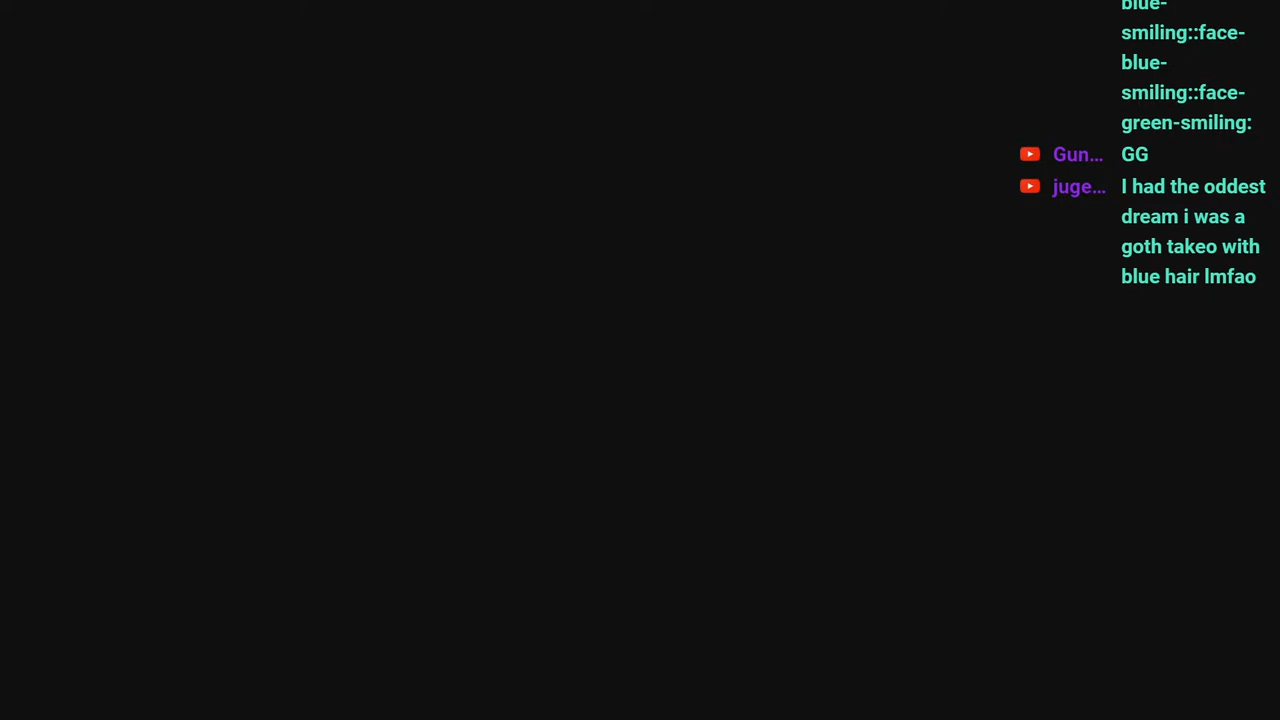 blue-
smiling::face-
blue-
smiling::face-
green-smiling:
Gun... GG
juge... I had the oddest
dream i was a
goth takeo with
blue hair lmfao